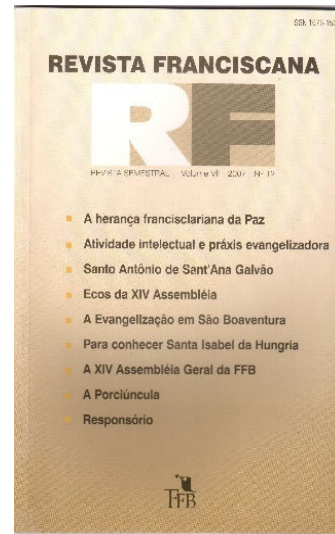 ISSN
REVISTA FRANCISCANA
RF
REVISTA SEMESTRAL Volume VII 2007 Nº
A herança francisclariana da Paz
Atividade intelectual e práxis evangelizadora
Santo Antônio de Sant'Ana Galvão
Ecos da XIV Assembléia
A Evangelização em São Boaventura
Para conhecer Santa Isabel da Hungria
A XIV Assembléia Geral da FFB
A Porciúncula
Responsório
FFB